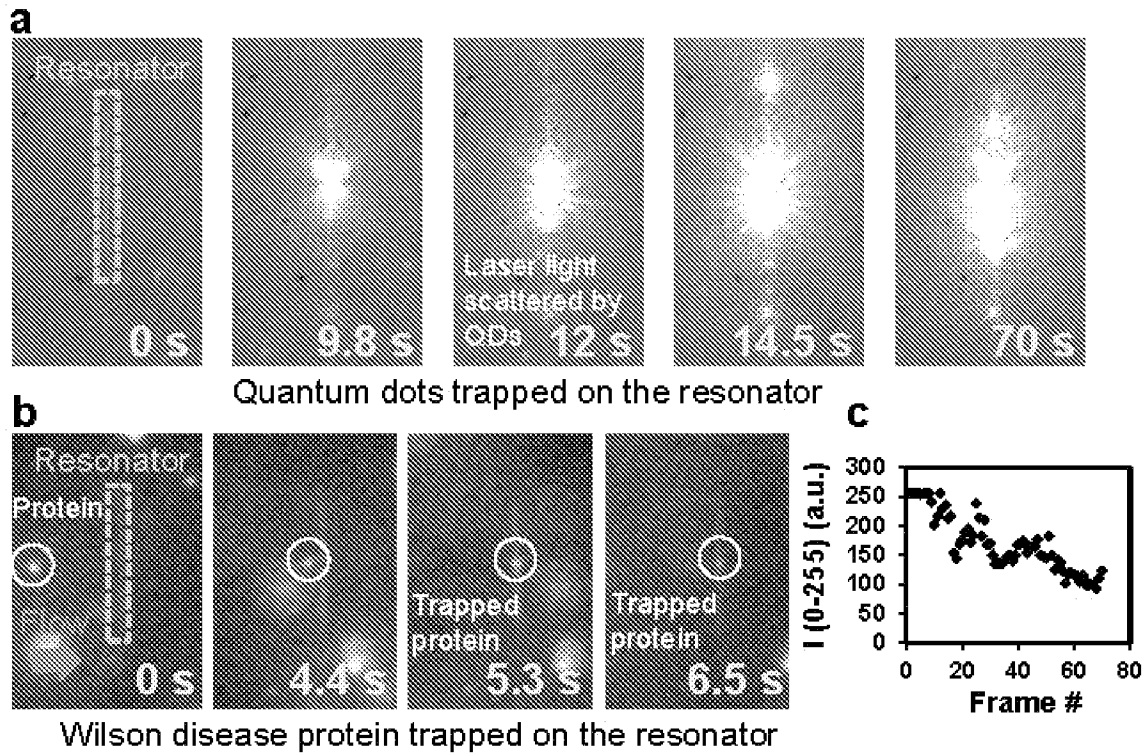 a
Resonator
0 s
9.8 s
Laser light
scattered by
QDs
12 s
14.5 s
70 s
Quantum dots trapped on the resonator
b
Resonator
Protein
0 s
4.4 s
Trapped
protein
5.3 s
Trapped
protein
6.5 s
Wilson disease protein trapped on the resonator
c
I (0-255) (a.u.)
300
250
200
150
100
50
0
0 20 40 60 80
Frame #